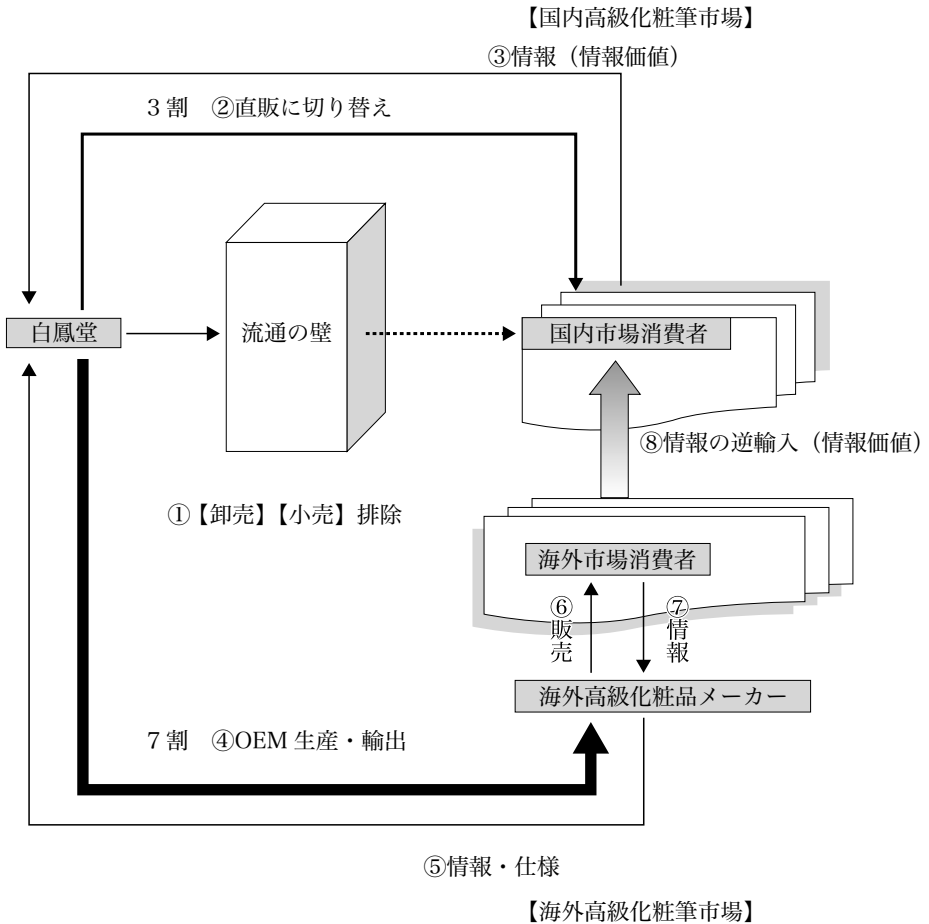 【国内高級化粧筆市場】
③情報（情報価値）
３割　②直販に切り替え
白鳳堂
流通の壁
国内市場消費者
⑧情報の逆輸入（情報価値）
①【卸売】【小売】排除
海外市場消費者
⑥販売
⑦情報
海外高級化粧品メーカー
７割　④OEM 生産・輸出
⑤情報・仕様
【海外高級化粧筆市場】